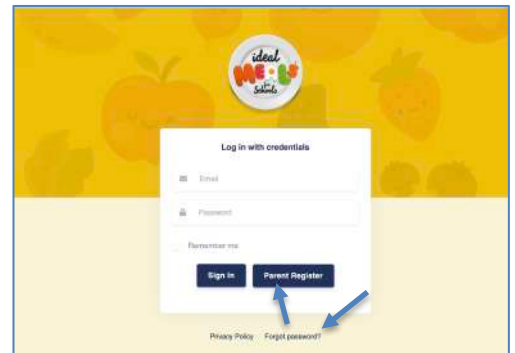 ideal
MEALS
for
Schools
Log in with credentials
Email
Password
Remember me
Sign In
Parent Register
Privacy Policy
Forgot password?